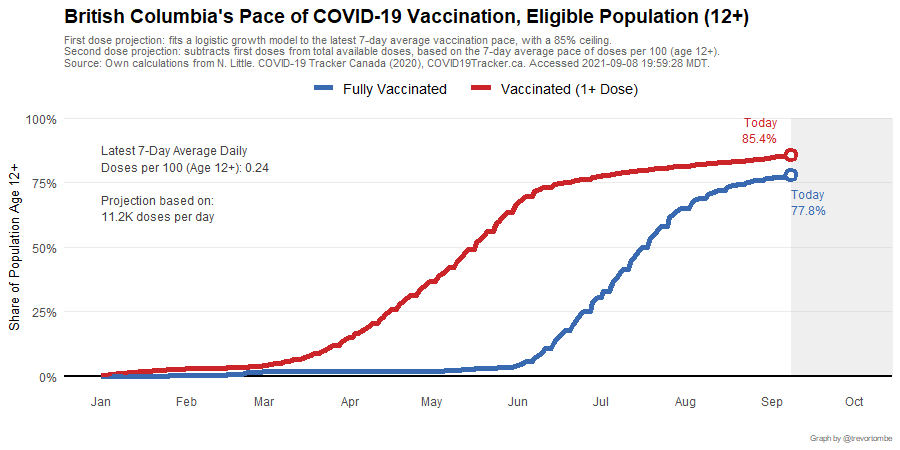 British Columbia's Pace of COVID-19 Vaccination, Eligible Population (12+)
First dose projection: fits a logistic growth model to the latest 7-day average vaccination pace, with a 85% ceiling.
Second dose projection: subtracts first doses from total available doses, based on the 7-day average pace of doses per 100 (age 12+).
Source: Own calculations from N. Little. COVID-19 Tracker Canada (2020), COVID19Tracker.ca. Accessed 2021-09-08 19:59:28 MDT.
Fully Vaccinated
Vaccinated (1+ Dose)
Share of Population Age 12+
100%
75%
50%
25%
0%
Latest 7-Day Average Daily
Doses per 100 (Age 12+): 0.24
Projection based on:
11.2K doses per day
Today
85.4%
Today
77.8%
Jan
Feb
Mar
Apr
May
Jun
Jul
Aug
Sep
Oct
Graph by @trevortombe